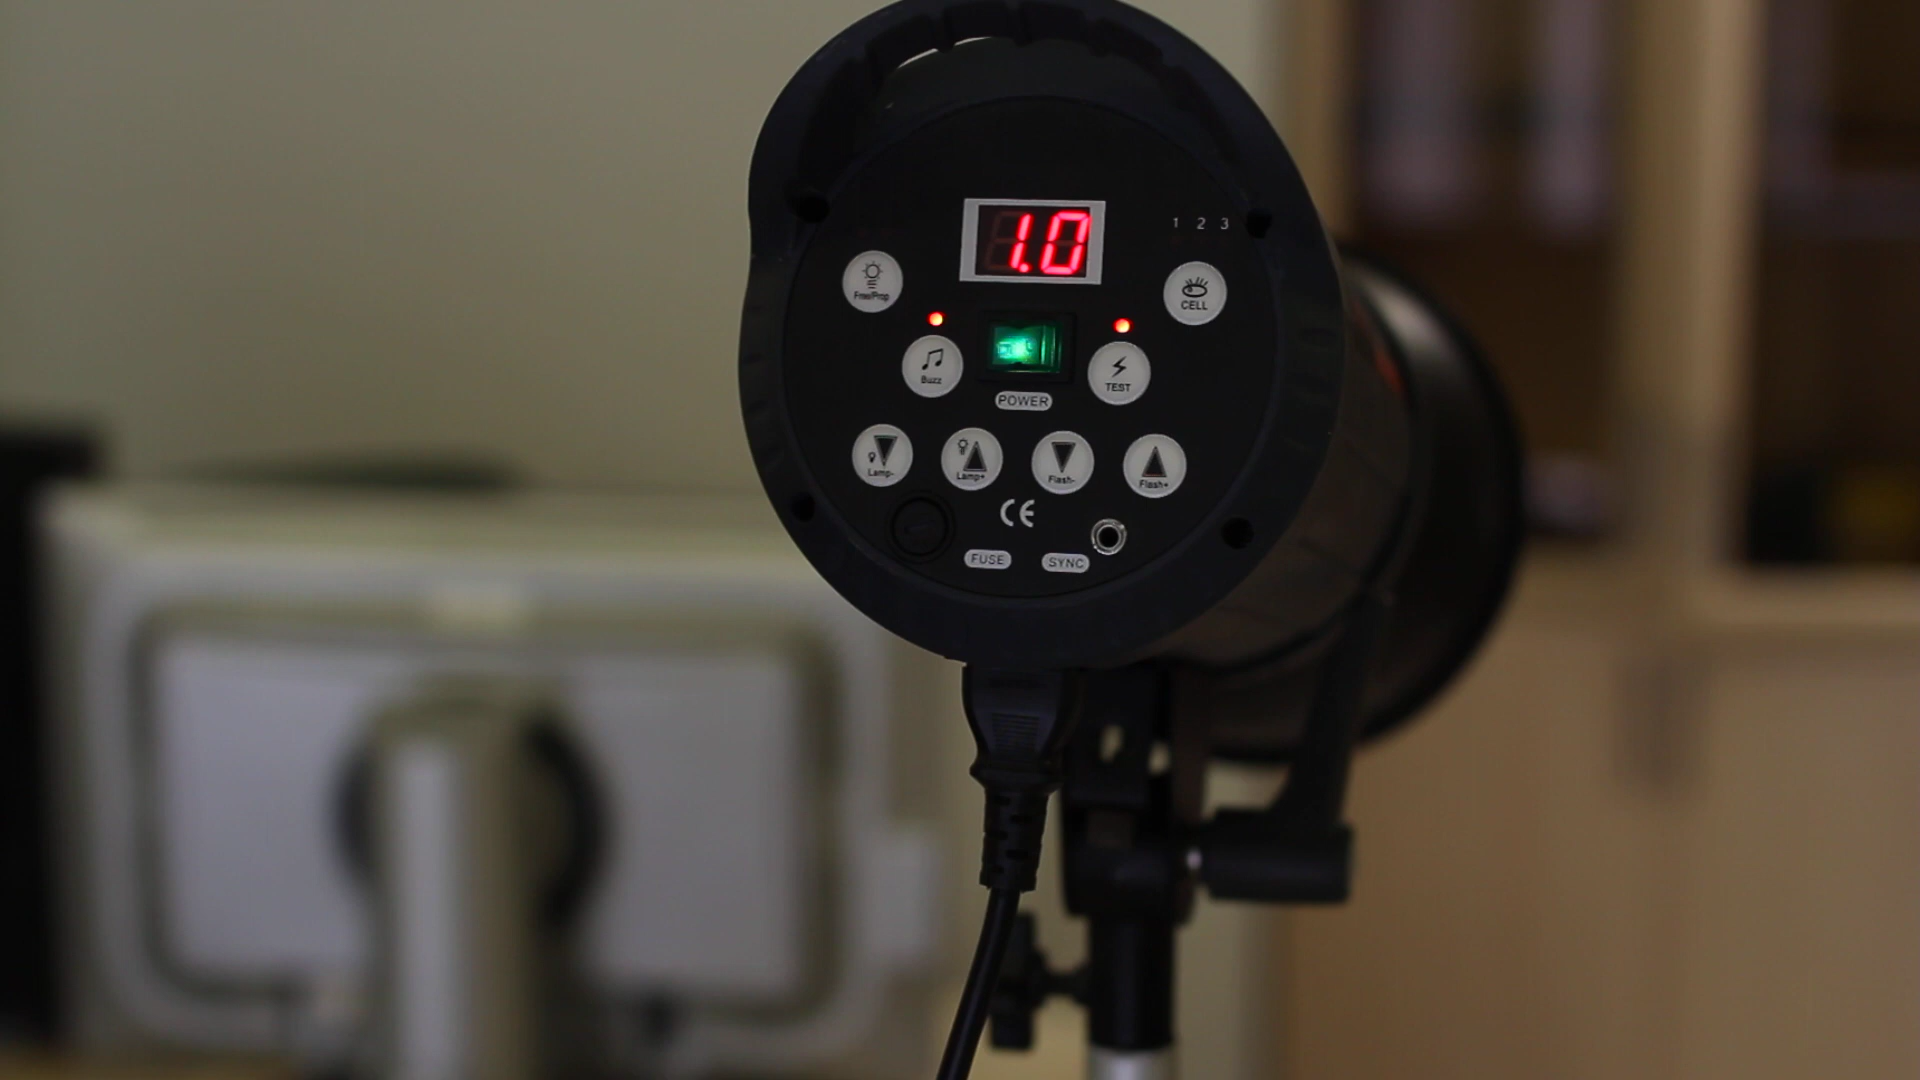 1.0
1 2 3
Free/Prop
CELL
Buzz
TEST
POWER
Lamp-
Lamp+
Flash-
Flash+
CE
FUSE
SYNC